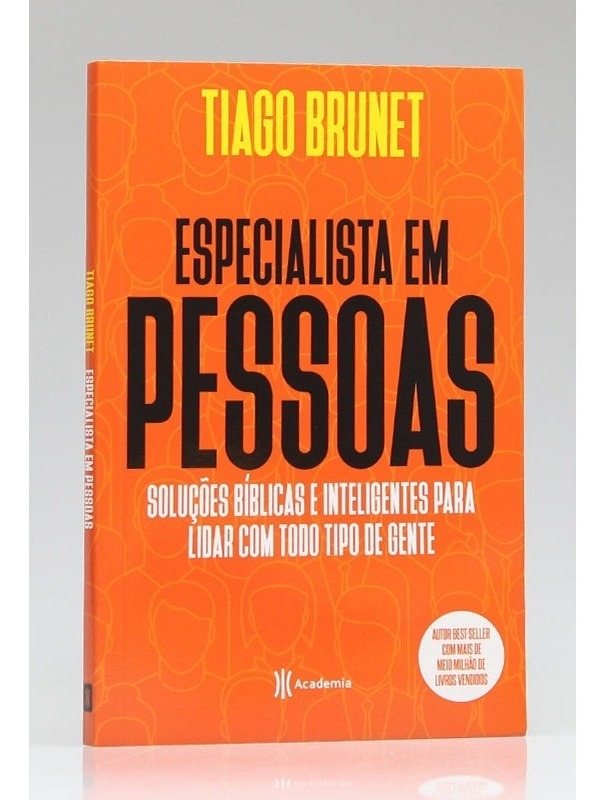 TIAGO BRUNET
ESPECIALISTA EM
PESSOAS
SOLUÇÕES BÍBLICAS E INTELIGENTES PARA
LIDAR COM TODO TIPO DE GENTE
AUTOR BEST-SELLER
COM MAIS DE
MEIO MILHÃO DE
LIVROS VENDIDOS
Academia
TIAGO BRUNET ESPECIALISTA EM PESSOAS